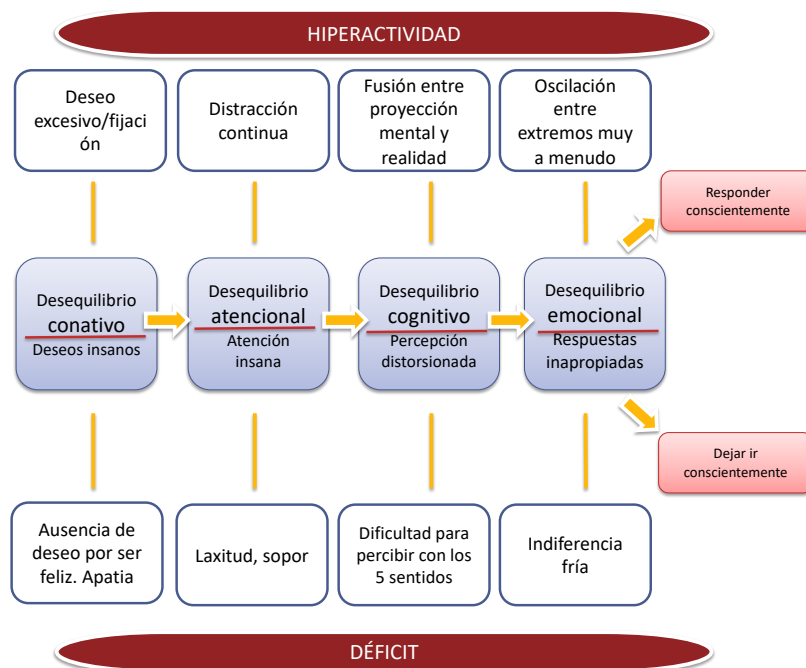 HIPERACTIVIDAD
Deseo
excesivo/fijaci
ón
Distracción
continua
Fusión entre
proyección
mental y
realidad
Oscilación
entre
extremos muy
a menudo
Responder
conscientemente
Desequilibrio
conativo
Deseos insanos
Desequilibrio
atencional
Atención
insana
Desequilibrio
cognitivo
Percepción
distorsionada
Desequilibrio
emocional
Respuestas
inapropiadas
Dejar ir
conscientemente
Ausencia de
deseo por ser
feliz. Apatia
Laxitud, sopor
Dificultad para
percibir con los
5 sentidos
Indiferencia
fría
DÉFICIT